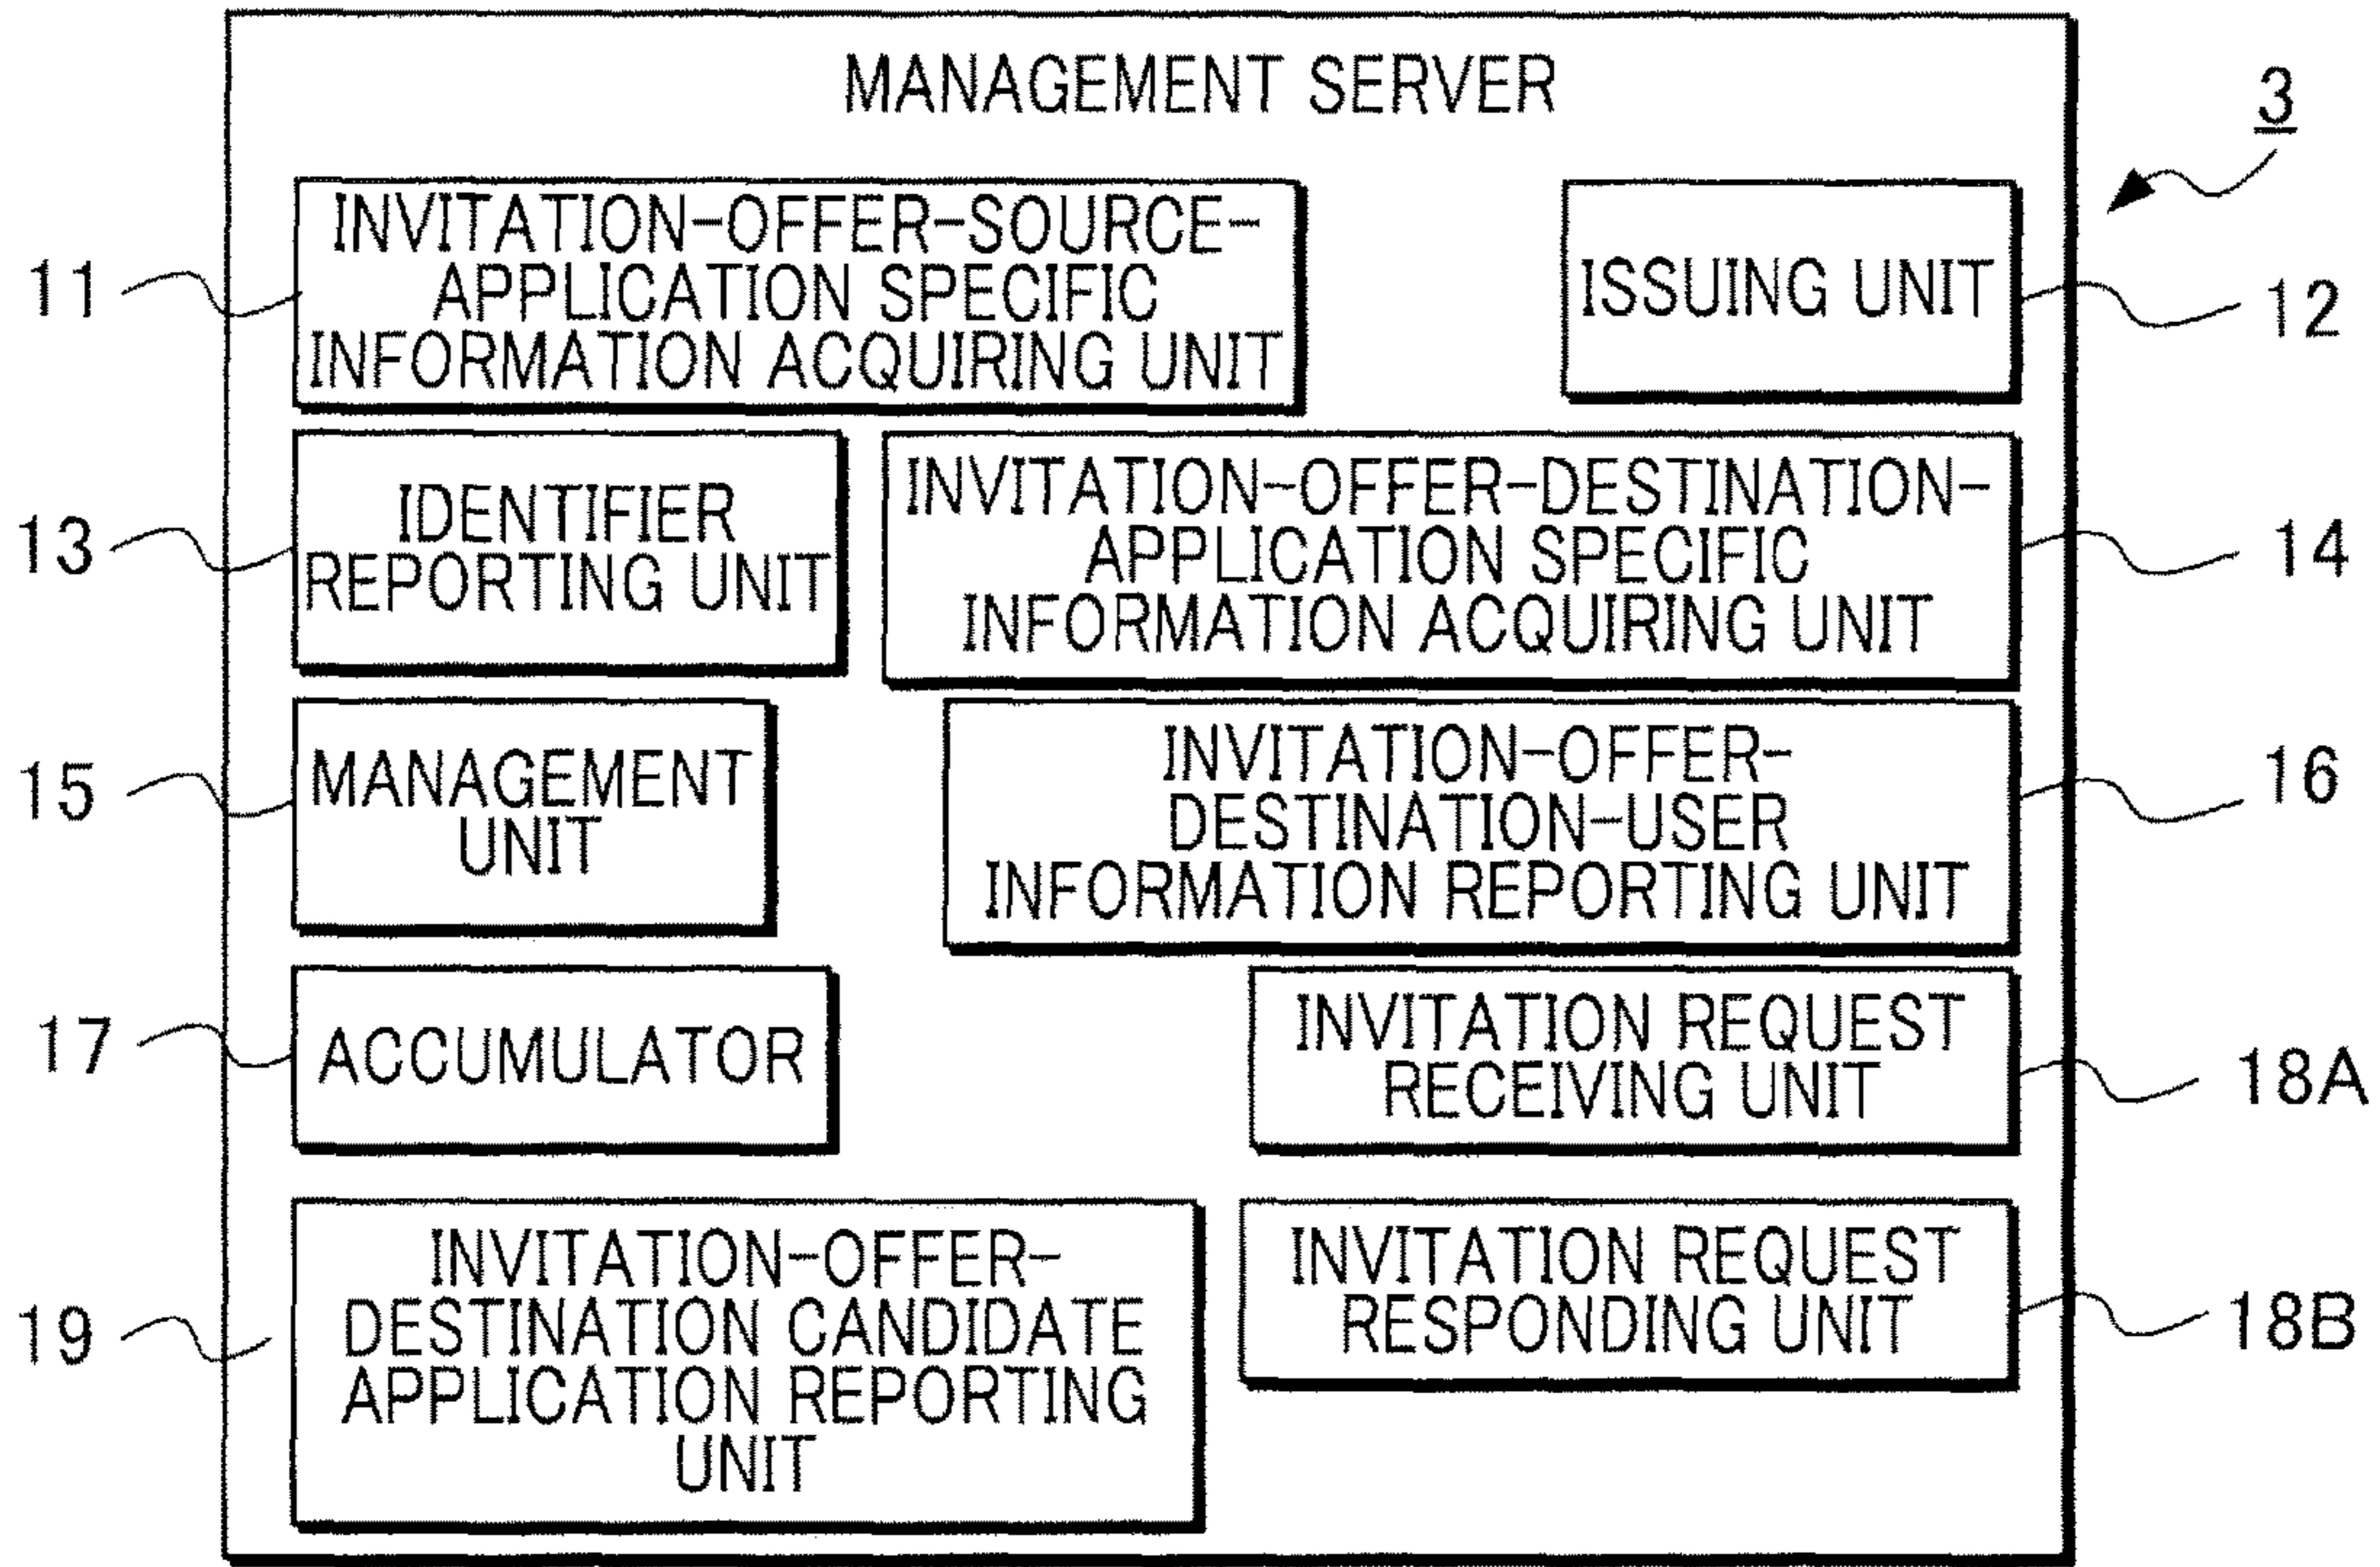 MANAGEMENT SERVER
3
11
INVITATION-OFFER-SOURCE-
APPLICATION SPECIFIC
INFORMATION ACQUIRING UNIT
ISSUING UNIT
12
13
IDENTIFIER
REPORTING UNIT
INVITATION-OFFER-DESTINATION-
APPLICATION SPECIFIC
INFORMATION ACQUIRING UNIT
14
15
MANAGEMENT
UNIT
INVITATION-OFFER-
DESTINATION-USER
INFORMATION REPORTING UNIT
16
17
ACCUMULATOR
INVITATION REQUEST
RECEIVING UNIT
18A
19
INVITATION-OFFER-
DESTINATION CANDIDATE
APPLICATION REPORTING
UNIT
INVITATION REQUEST
RESPONDING UNIT
18B